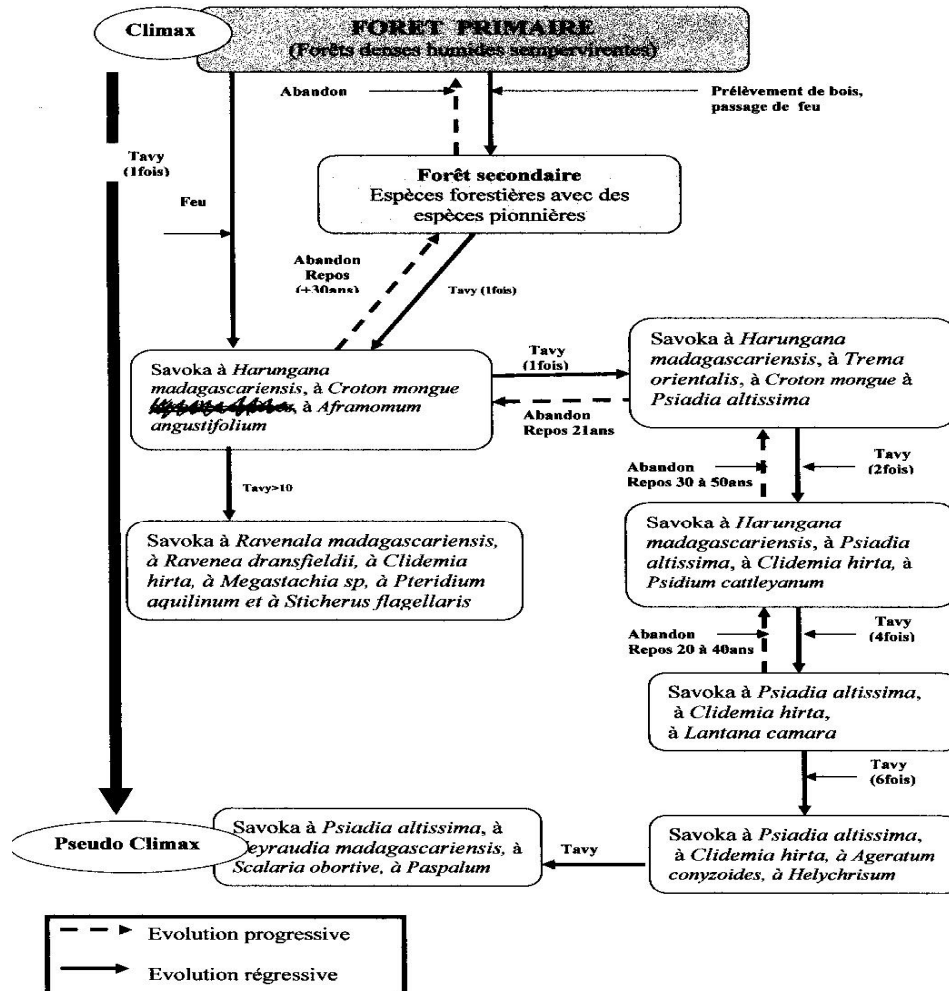 Climax
FORET PRIMAIRE
(Forêts denses humides sempervirentes)
Abandon
Prélèvement de bois,
passage de feu
Tavy
(1fois)
Forêt secondaire
Espèces forestières avec des
espèces pionnières
Feu
Abandon
Repos
(+30ans)
Tavy (1fois)
Savoka à Harungana
madagascariensis, à Croton mongue
à Aframomum
angustifolium
Tavy
(1fois)
Abandon
Repos 21ans
Savoka à Harungana
madagascariensis, à Trema
orientalis, à Croton mongue à
Psiadia altissima
Tavy>10
Abandon
Repos 30 à 50ans
Tavy
(2fois)
Savoka à Ravenala madagascariensis,
à Ravenea dransfieldii, à Clidemia
hirta, à Megastachia sp, à Pteridium
aquilinum et à Sticherus flagellaris
Savoka à Harungana
madagascariensis, à Psiadia
altissima, à Clidemia hirta, à
Psidium cattleyanum
Abandon
Repos 20 à 40ans
Tavy
(4fois)
Savoka à Psiadia altissima,
à Clidemia hirta,
à Lantana camara
Tavy
(6fois)
Pseudo Climax
Savoka à Psiadia altissima, à
eyraudia madagascariensis, à
Scalaria obortive, à Paspalum
Tavy
Savoka à Psiadia altissima,
à Clidemia hirta, à Ageratum
conyzoides, à Helychrisum
Evolution progressive
Evolution régressive